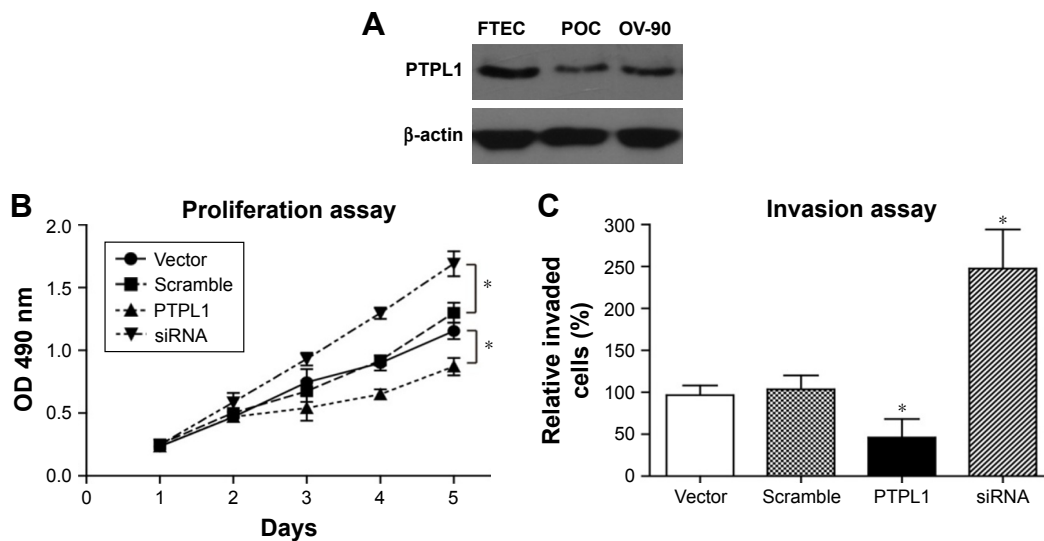 A
FTEC POC OV-90
PTPL1
β-actin
B
Proliferation assay
2.0
1.5
1.0
0.5
0.0
OD 490 nm
Vector
Scramble
PTPL1
siRNA
*
*
0 1 2 3 4 5
Days
C
Invasion assay
300
250
200
150
100
50
0
Relative invaded
cells (%)
*
*
Vector Scramble PTPL1 siRNA